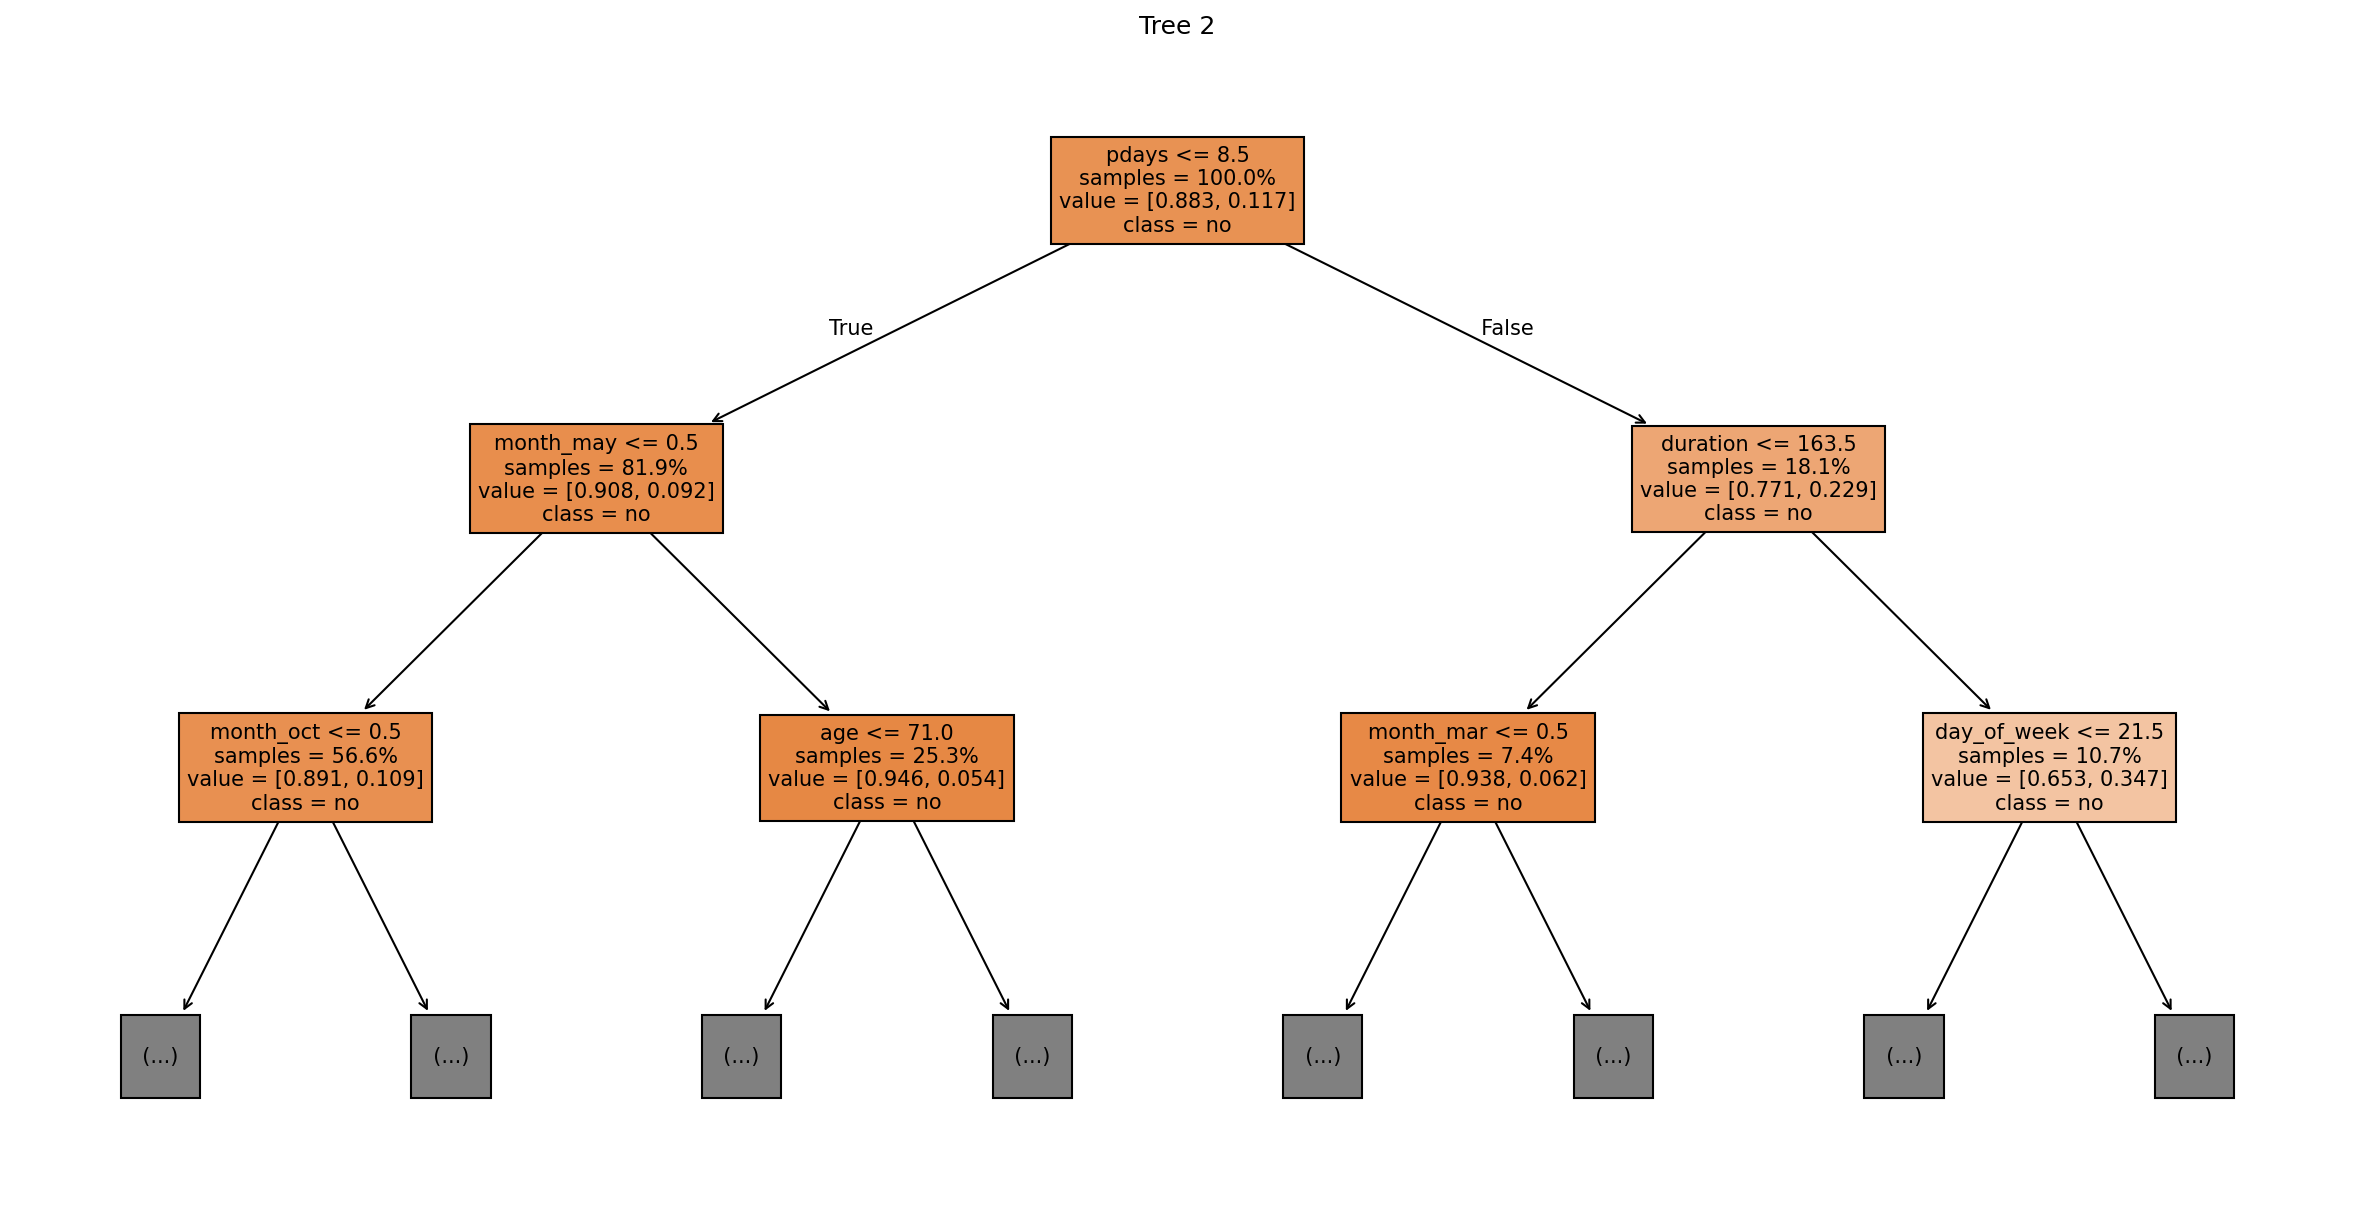 Tree 2
pdays <= 8.5
samples = 100.0%
value = [0.883, 0.117]
class = no
True
False
month_may <= 0.5
samples = 81.9%
value = [0.908, 0.092]
class = no
duration <= 163.5
samples = 18.1%
value = [0.771, 0.229]
class = no
month_oct <= 0.5
samples = 56.6%
value = [0.891, 0.109]
class = no
age <= 71.0
samples = 25.3%
value = [0.946, 0.054]
class = no
month_mar <= 0.5
samples = 7.4%
value = [0.938, 0.062]
class = no
day_of_week <= 21.5
samples = 10.7%
value = [0.653, 0.347]
class = no
(...)
(...)
(...)
(...)
(...)
(...)
(...)
(...)